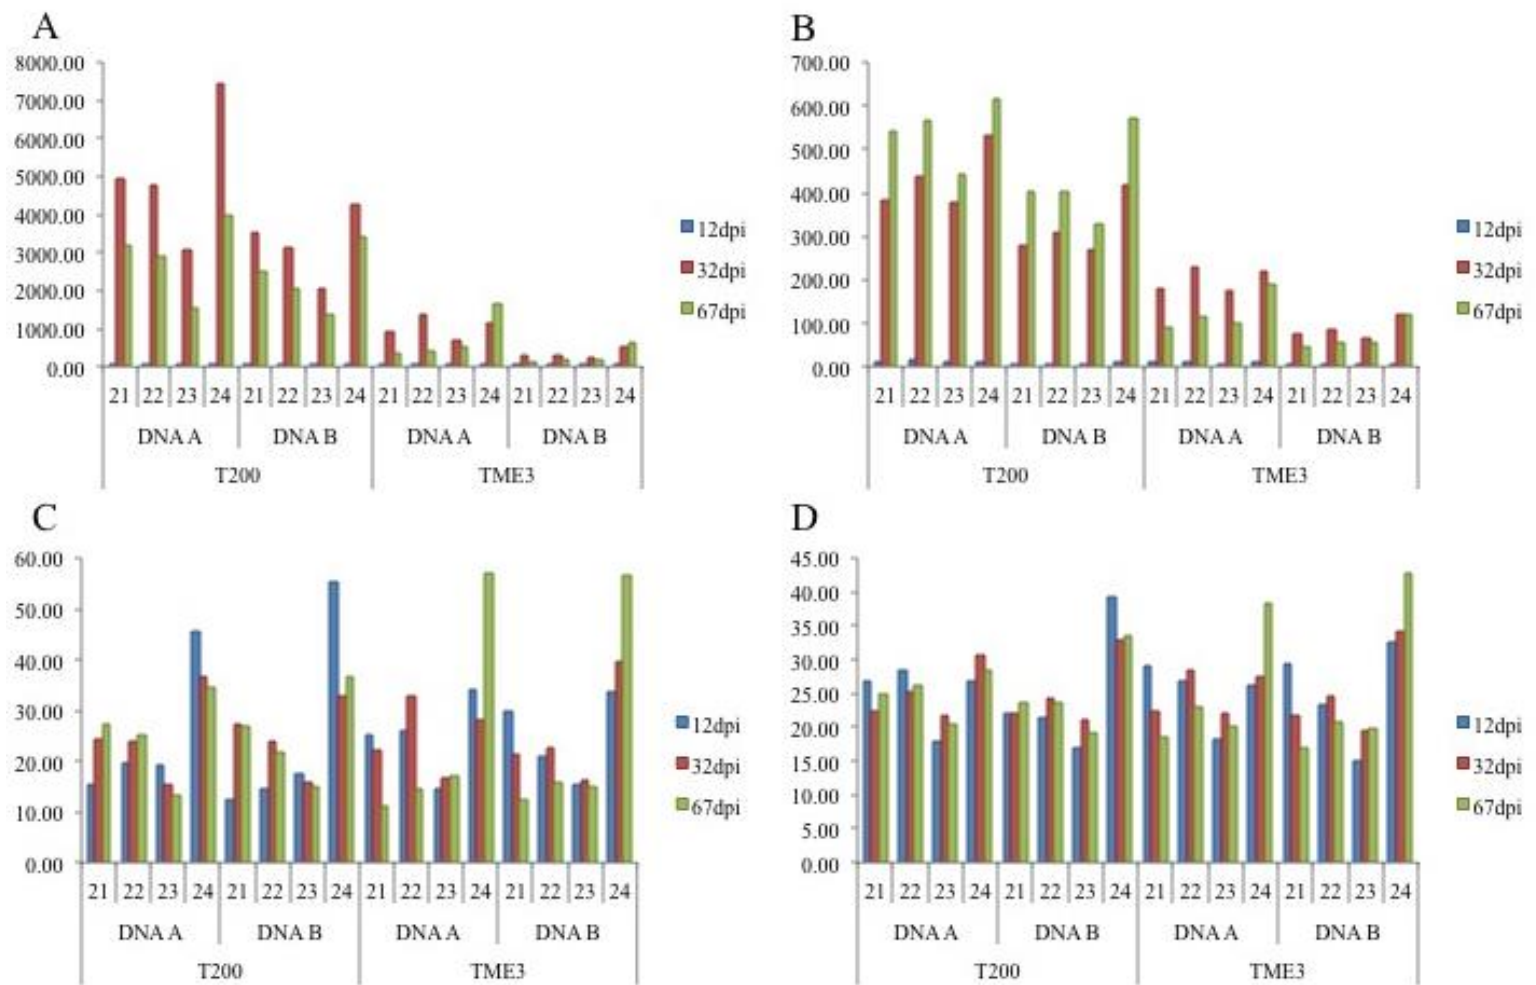 A
8000.00
7000.00
6000.00
5000.00
4000.00
3000.00
2000.00
1000.00
0.00
21 22 23 24 21 22 23 24 21 22 23 24 21 22 23 24
DNA A DNA B DNA A DNA B
T200 TME3
12dpi
32dpi
67dpi
B
700.00
600.00
500.00
400.00
300.00
200.00
100.00
0.00
21 22 23 24 21 22 23 24 21 22 23 24 21 22 23 24
DNA A DNA B DNA A DNA B
T200 TME3
12dpi
32dpi
67dpi
C
60.00
50.00
40.00
30.00
20.00
10.00
0.00
21 22 23 24 21 22 23 24 21 22 23 24 21 22 23 24
DNA A DNA B DNA A DNA B
T200 TME3
12dpi
32dpi
67dpi
D
45.00
40.00
35.00
30.00
25.00
20.00
15.00
10.00
5.00
0.00
21 22 23 24 21 22 23 24 21 22 23 24 21 22 23 24
DNA A DNA B DNA A DNA B
T200 TME3
12dpi
32dpi
67dpi